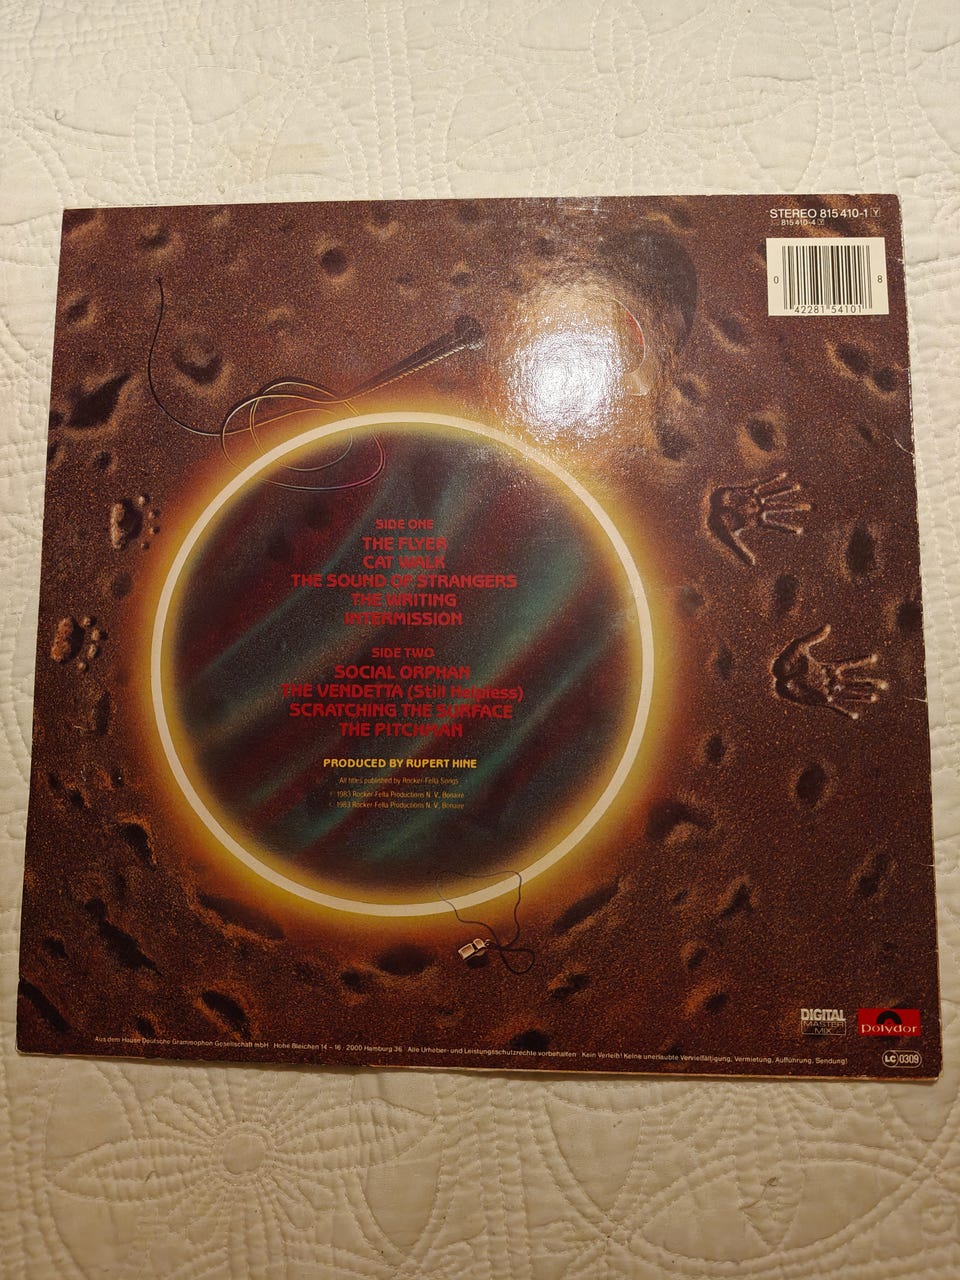 STEREO 815 410-1 Y
815 410-4
0 42281 54101 8
SIDE ONE
THE FLYER
CAT WALK
THE SOUND OF STRANGERS
THE WRITING
INTERMISSION
SIDE TWO
SOCIAL ORPHAN
THE VENDETTA (Still Helpless)
SCRATCHING THE SURFACE
THE PITCHMAN
PRODUCED BY RUPERT HINE
All titles published by Rocker-Fella Songs
℗ 1983 Rocker-Fella Productions N. V., Bonaire
© 1983 Rocker-Fella Productions N. V., Bonaire
DIGITAL
MASTER
MIX
polydor
Aus dem Hause Deutsche Grammophon Gesellschaft mbH · Hohe Bleichen 14 – 16 · 2000 Hamburg 36 · Alle Urheber- und Leistungsschutzrechte vorbehalten · Kein Verleih! Keine unerlaubte Vervielfältigung, Vermietung, Aufführung, Sendung!
LC 0309